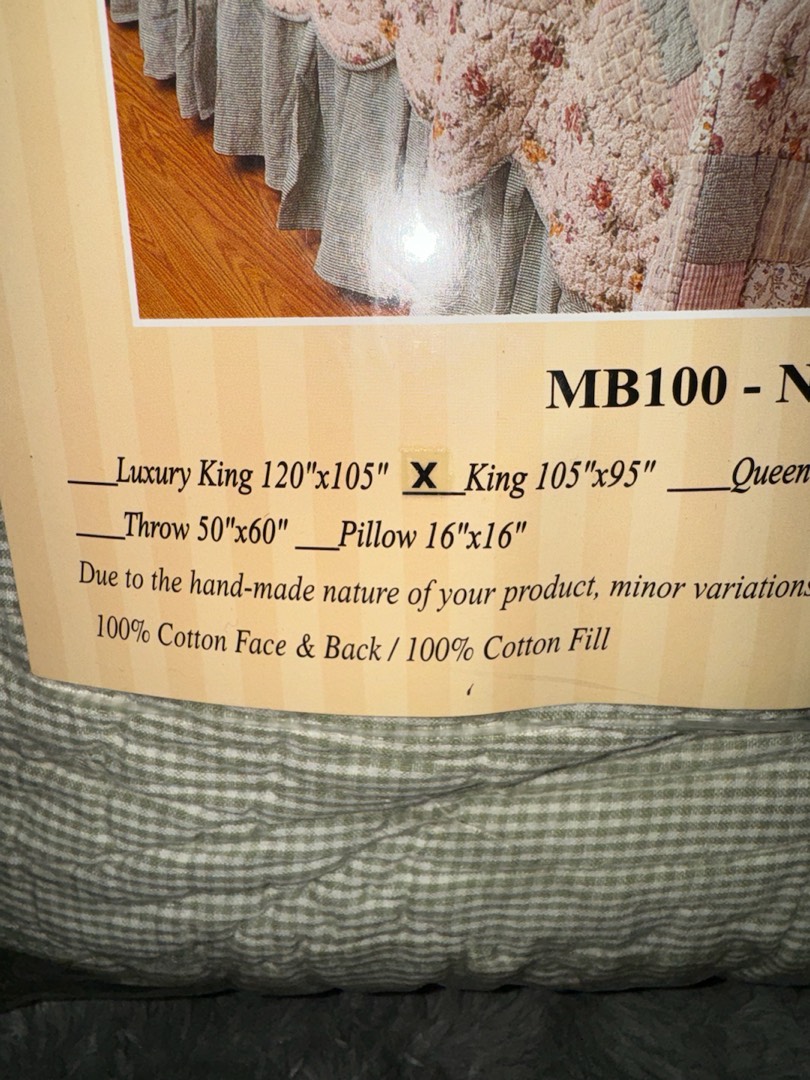 MB100 -
___Luxury King 120"x105" _X_King 105"x95" ___Queen
___Throw 50"x60" ___Pillow 16"x16"
Due to the hand-made nature of your product, minor variations
100% Cotton Face & Back / 100% Cotton Fill